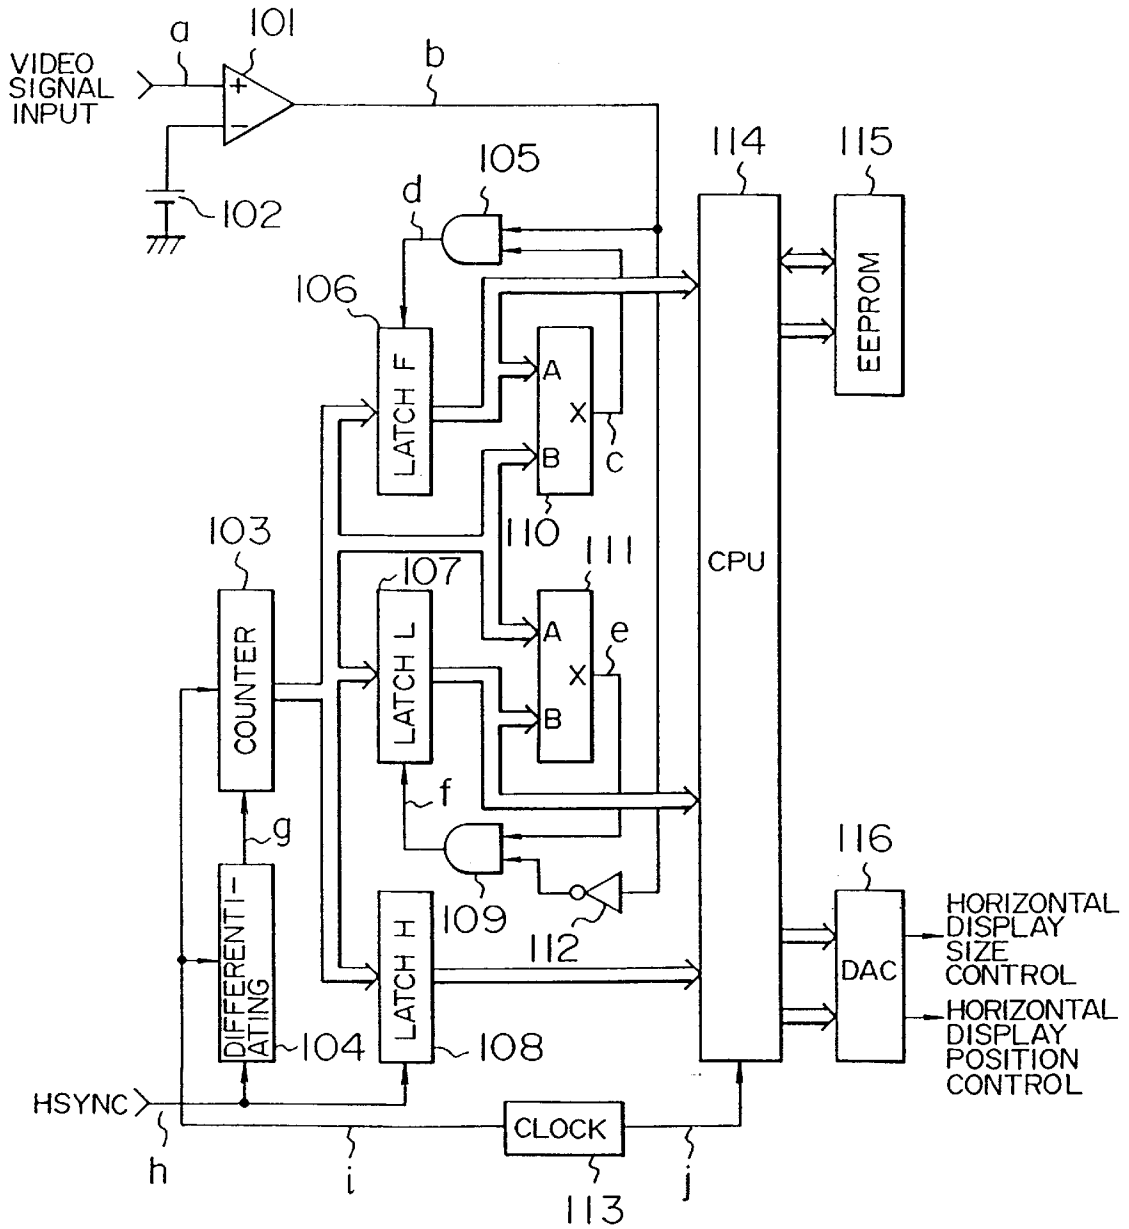 a
101
b
VIDEO
SIGNAL
INPUT
+
−
102
105
d
114
115
106
LATCH F
A
X
B
c
110
EEPROM
103
COUNTER
107
LATCH L
111
A
X
B
e
CPU
g
f
109
112
116
DIFFERENTI-
ATING
104
LATCH H
108
DAC
HORIZONTAL
DISPLAY
SIZE
CONTROL
HORIZONTAL
DISPLAY
POSITION
CONTROL
HSYNC
h
i
CLOCK
j
113